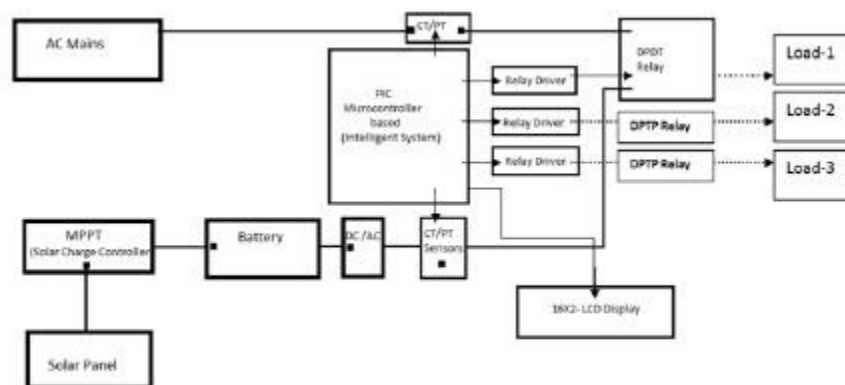 AC Mains
CT/PT
DPDT
Relay
Load-1
PIC
Microcontroller
based
(Intelligent System)
Relay Driver
Relay Driver
DPTP Relay
Load-2
Relay Driver
DPTP Relay
Load-3
MPPT
(Solar Charge Controller
Battery
DC/AC
CT/PT
Sensors
16X2- LCD Display
Solar Panel